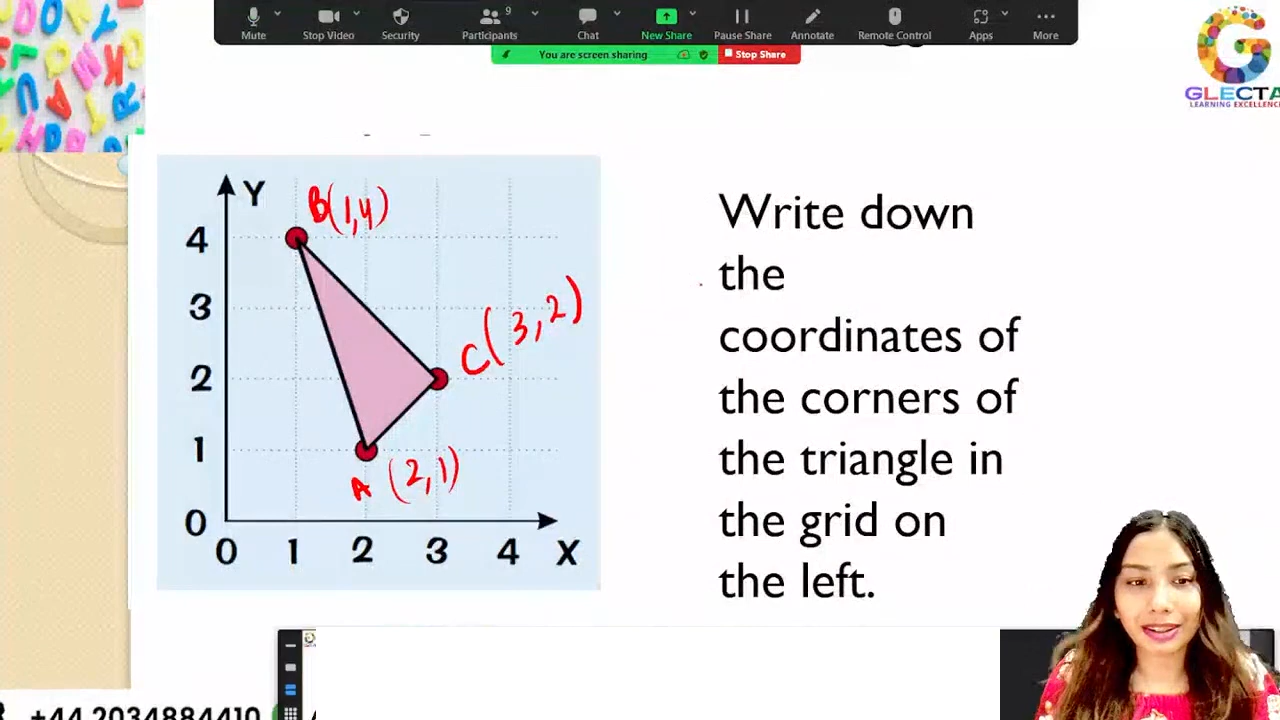 Mute Stop Video Security Participants 9 Chat New Share Pause Share Annotate Remote Control Apps More
You are screen sharing Stop Share
G
GLECTA
LEARNING EXCELLENCE
Y
B(1,4)
4
3
C(3,2)
2
1
A (2,1)
0
0 1 2 3 4 X
Write down
the
coordinates of
the corners of
the triangle in
the grid on
the left.
+44 2034884410